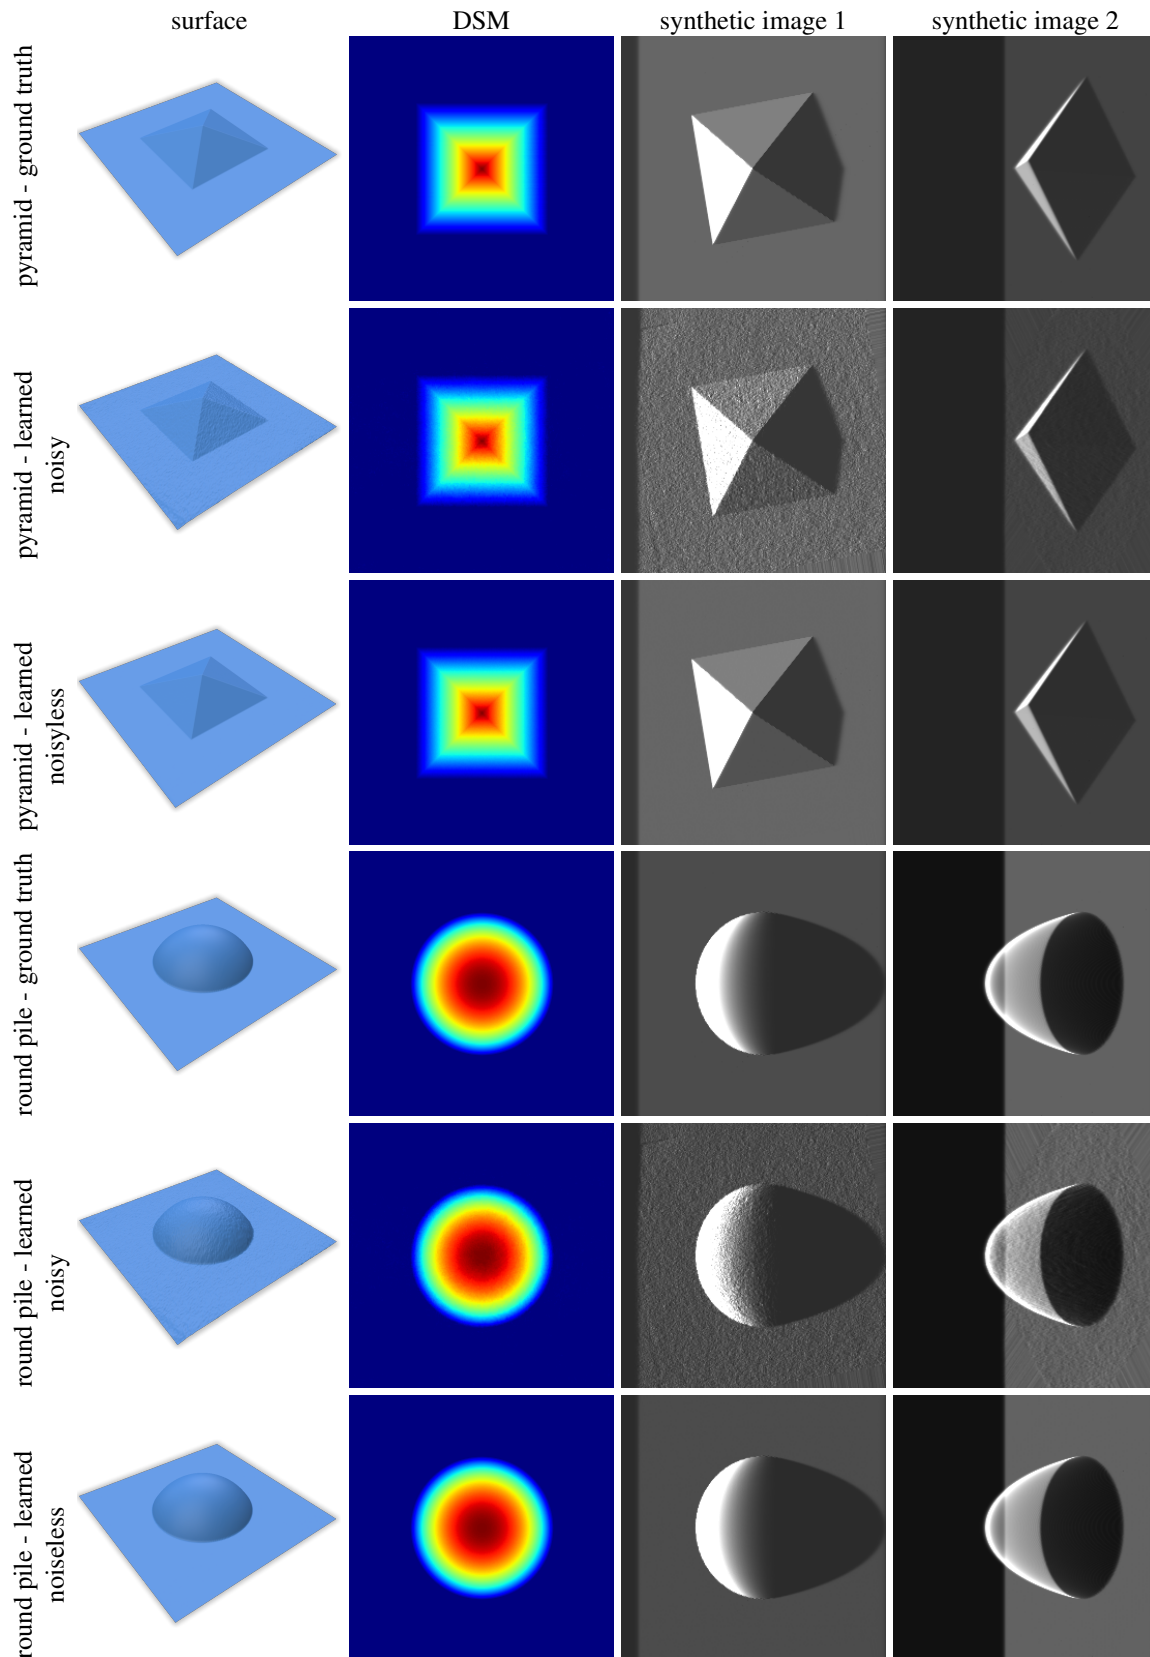 surface
DSM
synthetic image 1
synthetic image 2
pyramid - ground truth
pyramid - learned
noisy
pyramid - learned
noisyless
round pile - ground truth
round pile - learned
noisy
round pile - learned
noiseless